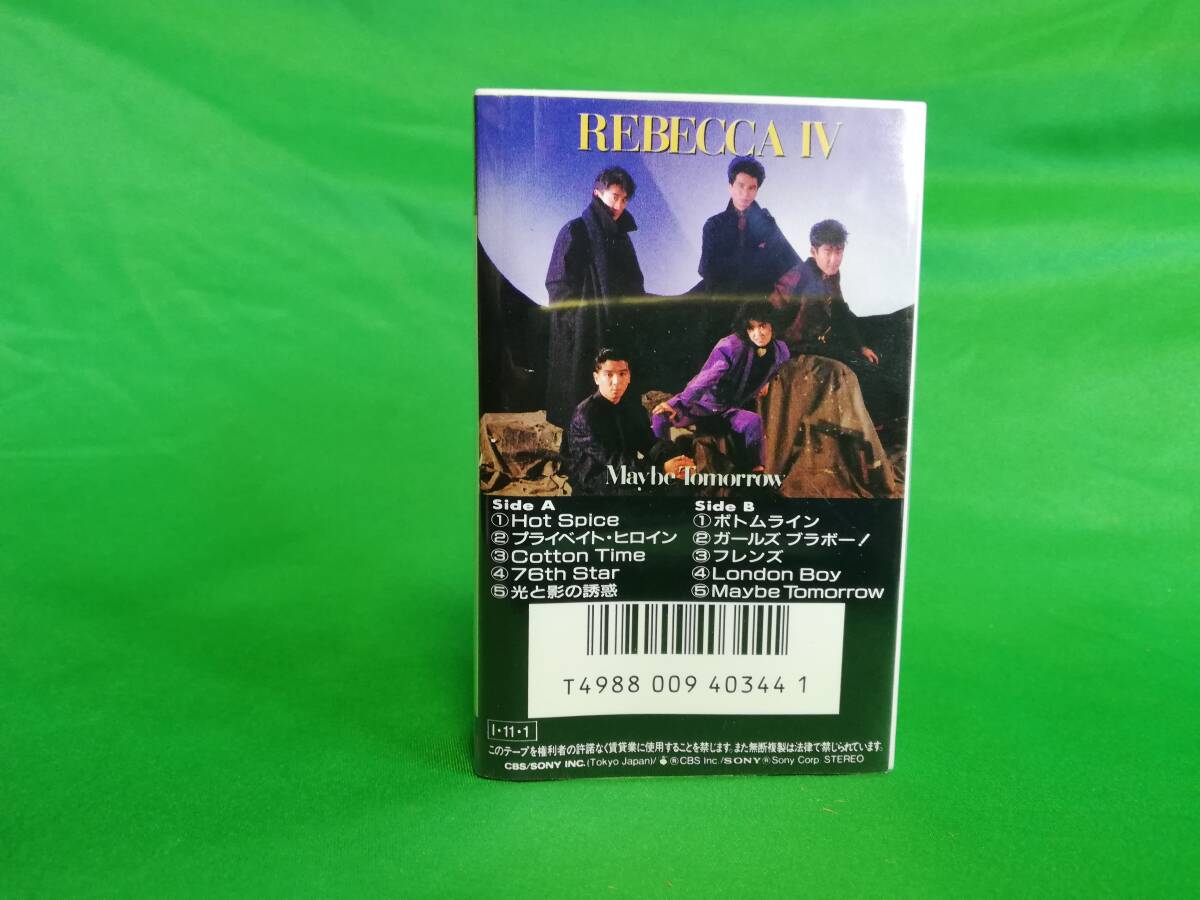 REBECCA IV
Maybe Tomorrow
Side A
①Hot Spice
②プライベイト・ヒロイン
③Cotton Time
④76th Star
⑤光と影の誘惑
Side B
①ボトムライン
②ガールズ ブラボー!
③フレンズ
④London Boy
⑤Maybe Tomorrow
T4988 009 40344 1
I・11・1
このテープを権利者の許諾なく賃貸業に使用することを禁じます。また無断複製は法律で禁じられています。
CBS/SONY INC. (Tokyo Japan)/ ®CBS Inc./SONY ®Sony Corp STEREO